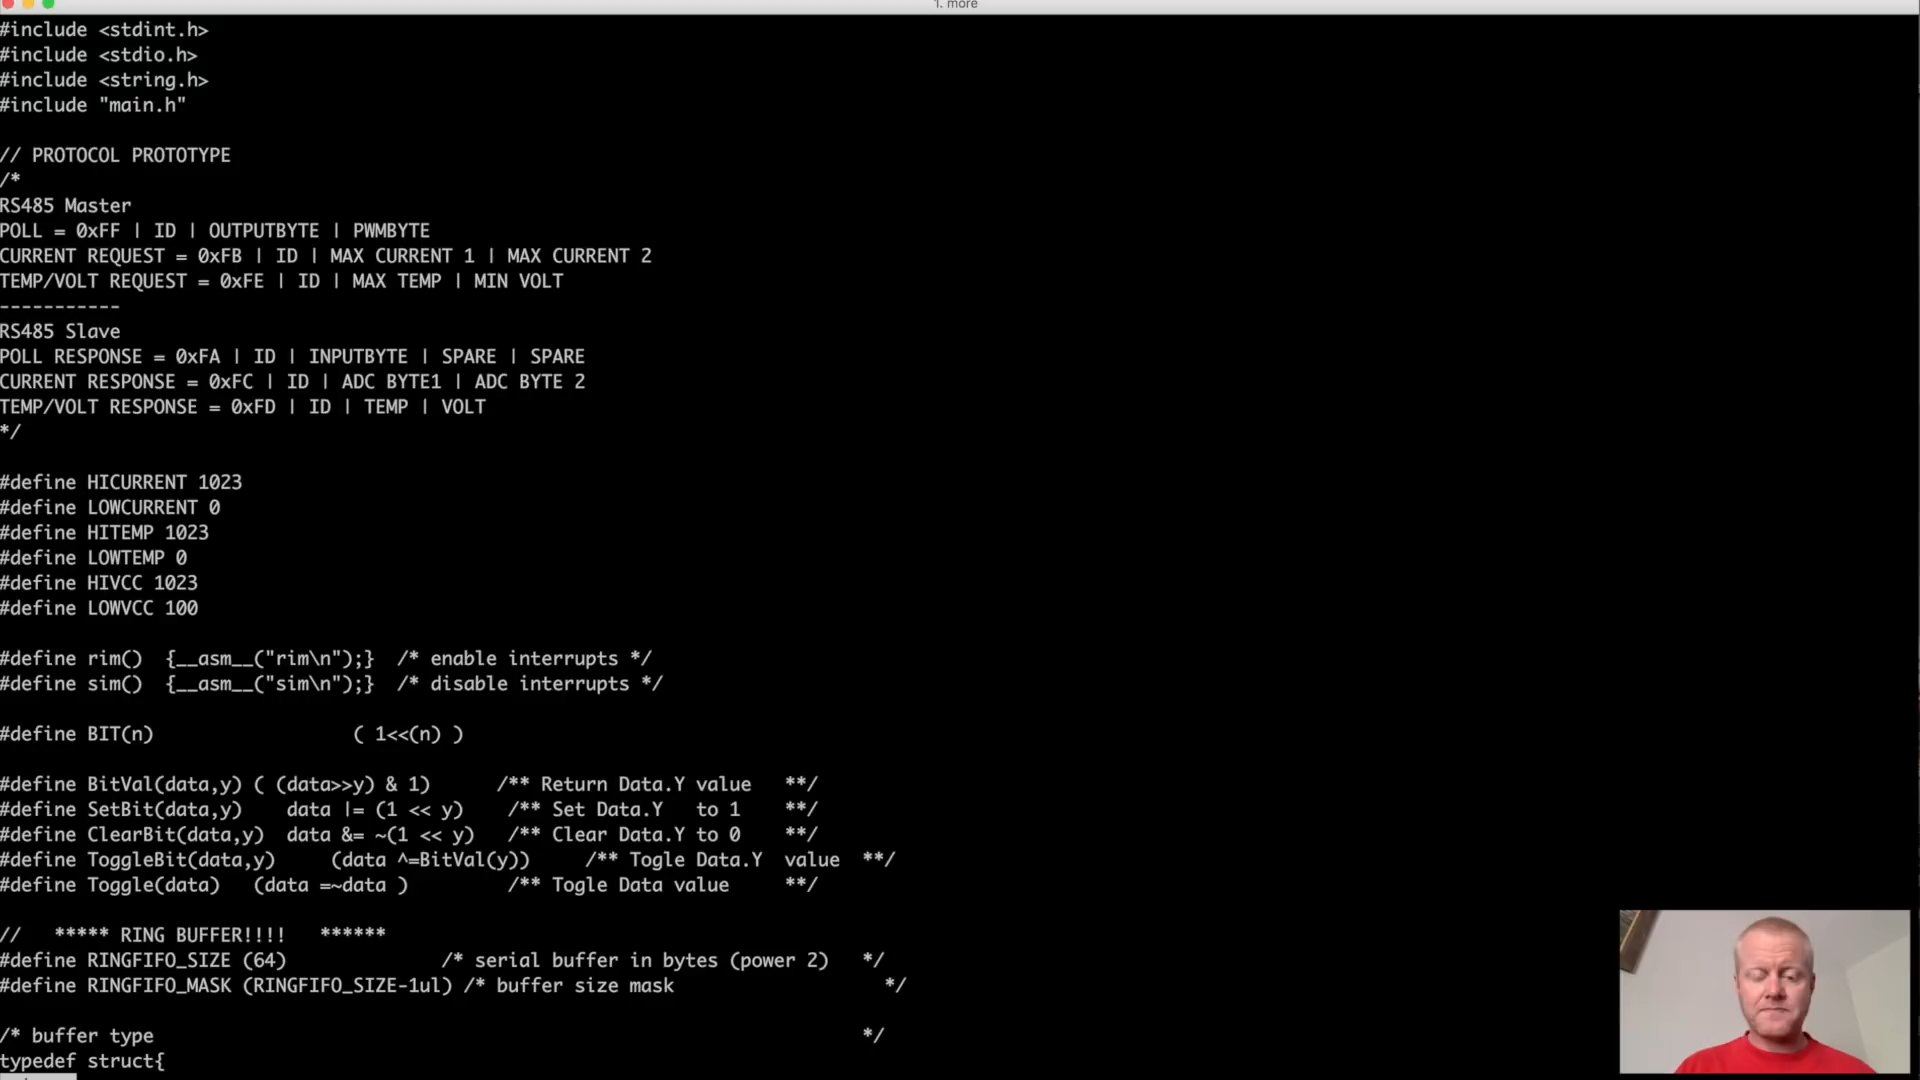 1. more
#include <stdint.h>
#include <stdio.h>
#include <string.h>
#include "main.h"
// PROTOCOL PROTOTYPE
/*
RS485 Master
POLL = 0xFF | ID | OUTPUTBYTE | PWMBYTE
CURRENT REQUEST = 0xFB | ID | MAX CURRENT 1 | MAX CURRENT 2
TEMP/VOLT REQUEST = 0xFE | ID | MAX TEMP | MIN VOLT
-----------
RS485 Slave
POLL RESPONSE = 0xFA | ID | INPUTBYTE | SPARE | SPARE
CURRENT RESPONSE = 0xFC | ID | ADC BYTE1 | ADC BYTE 2
TEMP/VOLT RESPONSE = 0xFD | ID | TEMP | VOLT
*/
#define HICURRENT 1023
#define LOWCURRENT 0
#define HITEMP 1023
#define LOWTEMP 0
#define HIVCC 1023
#define LOWVCC 100
#define rim()  {__asm__("rim\n");}  /* enable interrupts */
#define sim()  {__asm__("sim\n");}  /* disable interrupts */
#define BIT(n)                  ( 1<<(n) )
#define BitVal(data,y) ( (data>>y) & 1)      /** Return Data.Y value   **/
#define SetBit(data,y)    data |= (1 << y)    /** Set Data.Y   to 1    **/
#define ClearBit(data,y)  data &= ~(1 << y)   /** Clear Data.Y to 0    **/
#define ToggleBit(data,y)     (data ^=BitVal(y))     /** Togle Data.Y  value  **/
#define Toggle(data)   (data =~data )         /** Togle Data value     **/
//   ***** RING BUFFER!!!!   ******
#define RINGFIFO_SIZE (64)              /* serial buffer in bytes (power 2)   */
#define RINGFIFO_MASK (RINGFIFO_SIZE-1ul) /* buffer size mask                   */
/* buffer type                                                                */
typedef struct{